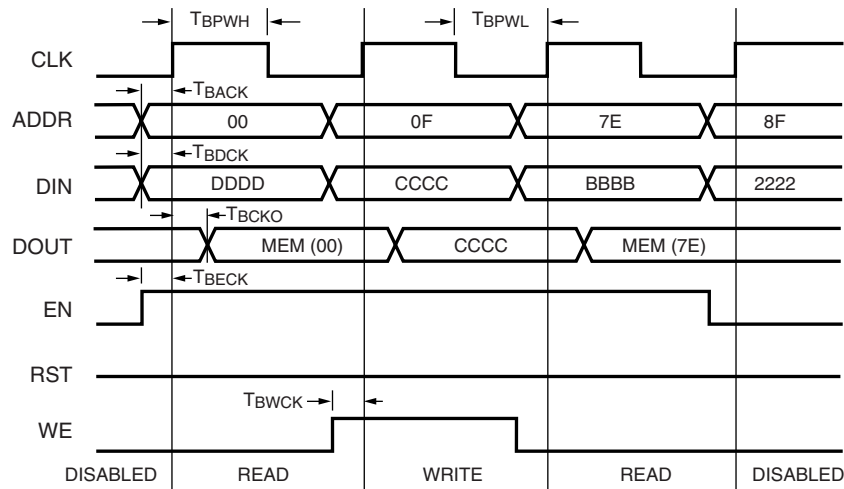 TBPWH TBPWL
CLK
TBACK
ADDR 00 0F 7E 8F
TBDCK
DIN DDDD CCCC BBBB 2222
TBCKO
DOUT MEM (00) CCCC MEM (7E)
TBECK
EN
RST
TBWCK
WE
DISABLED READ WRITE READ DISABLED